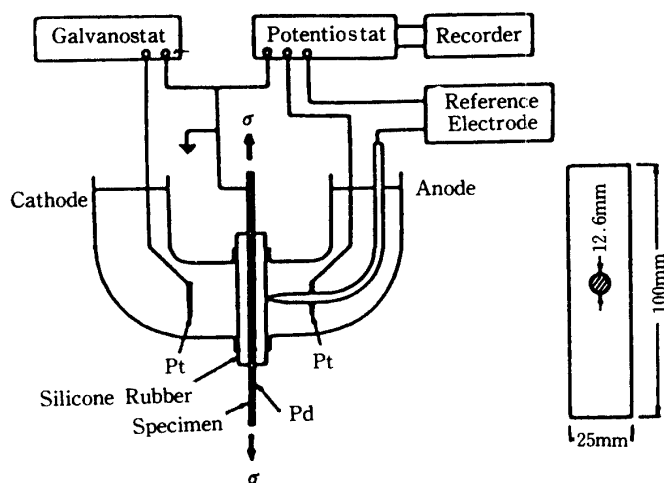 Galvanostat
Potentiostat
Recorder
Reference
Electrode
σ
Cathode
Anode
12.6mm
100mm
Pt
Pt
Silicone Rubber
Specimen
Pd
σ
25mm